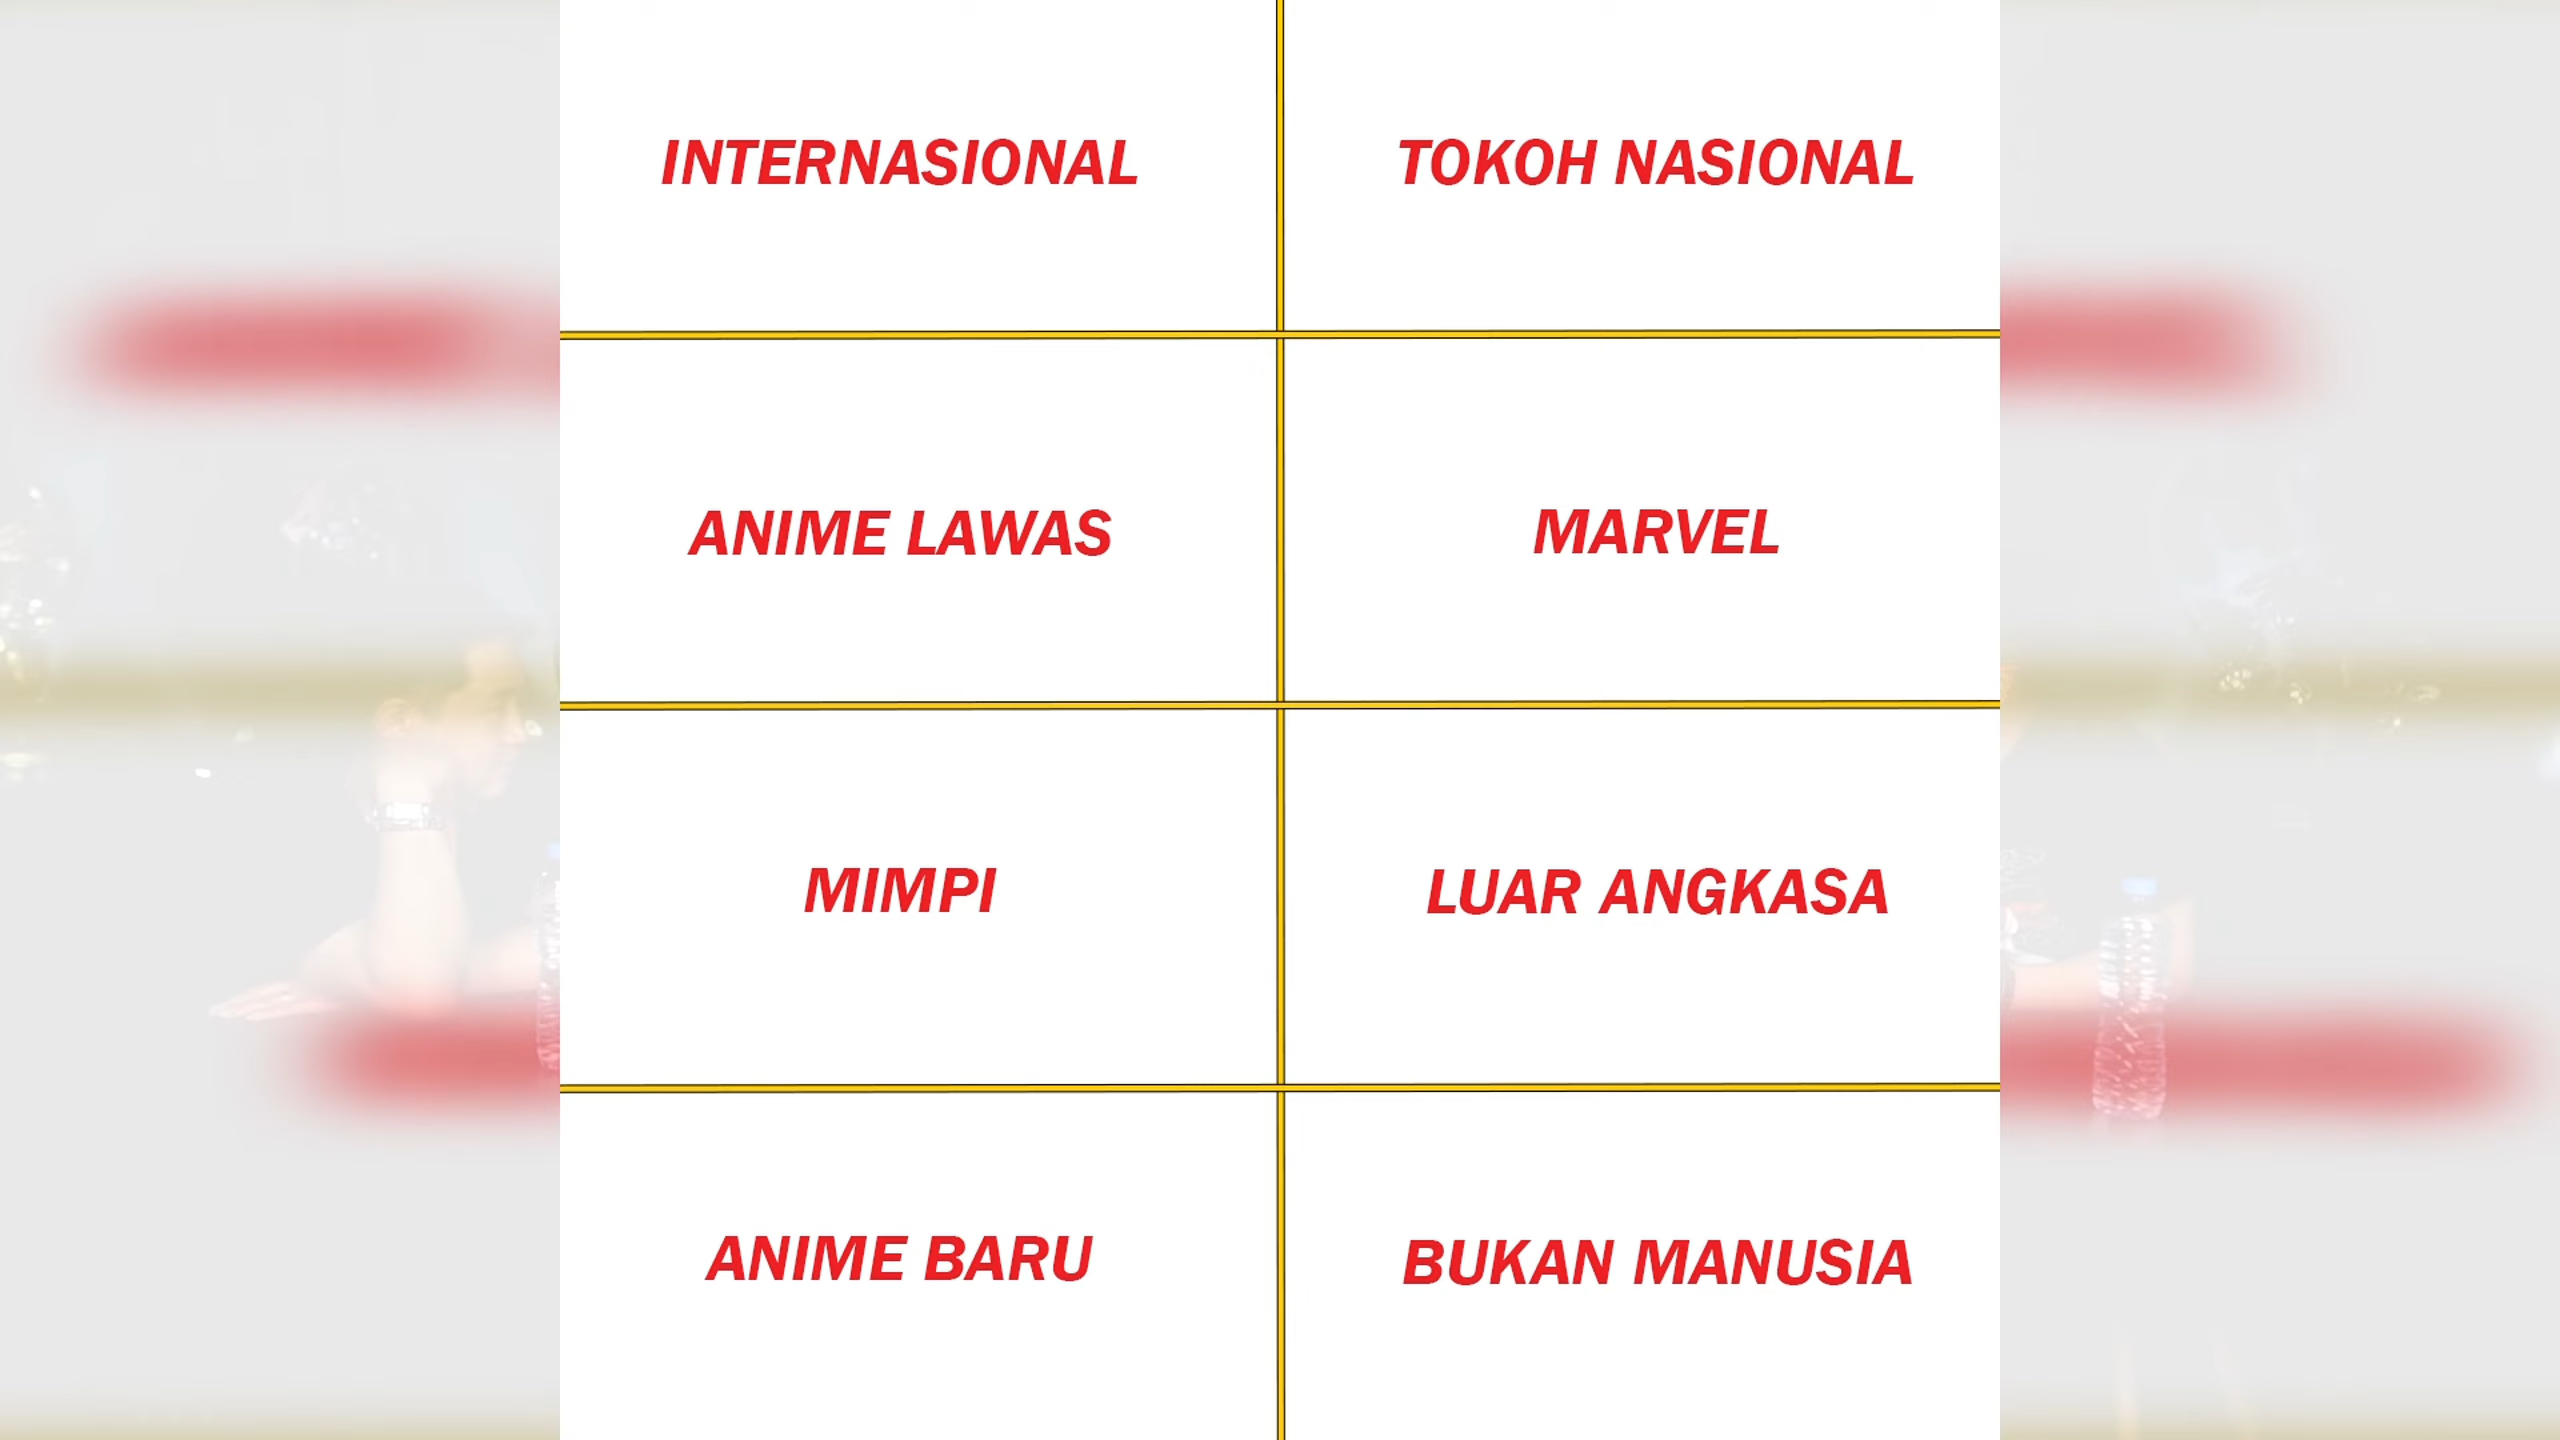 INTERNASIONAL
TOKOH NASIONAL
ANIME LAWAS
MARVEL
MIMPI
LUAR ANGKASA
ANIME BARU
BUKAN MANUSIA